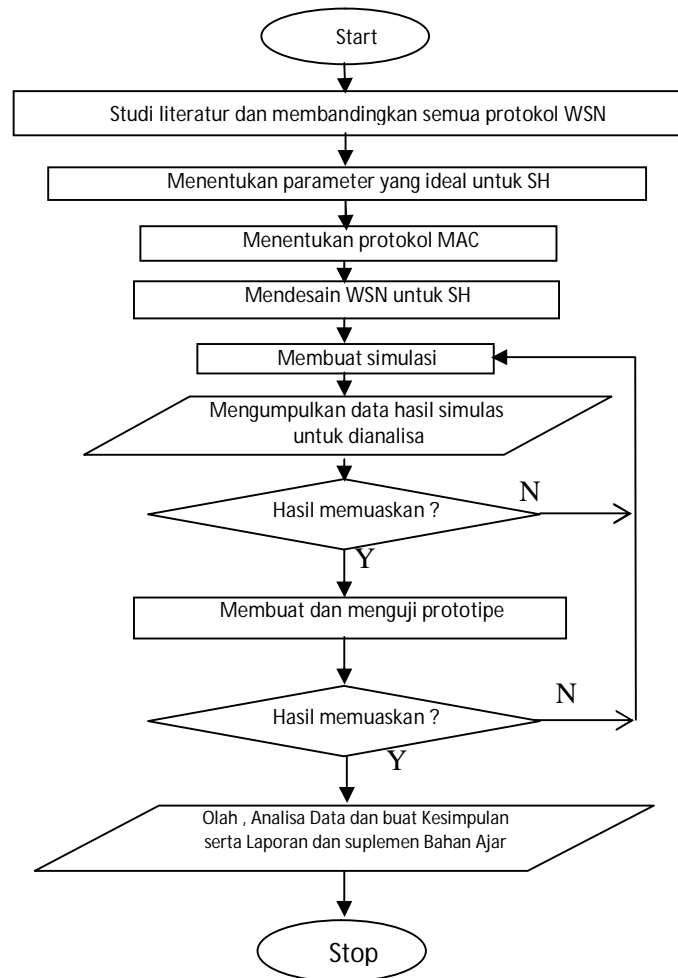 Start
Studi literatur dan membandingkan semua protokol WSN
Menentukan parameter yang ideal untuk SH
Menentukan protokol MAC
Mendesain WSN untuk SH
Membuat simulasi
Mengumpulkan data hasil simulas
untuk dianalisa
Hasil memuaskan ?
N
Y
Membuat dan menguji prototipe
Hasil memuaskan ?
N
Y
Olah , Analisa Data dan buat Kesimpulan
serta Laporan dan suplemen Bahan Ajar
Stop